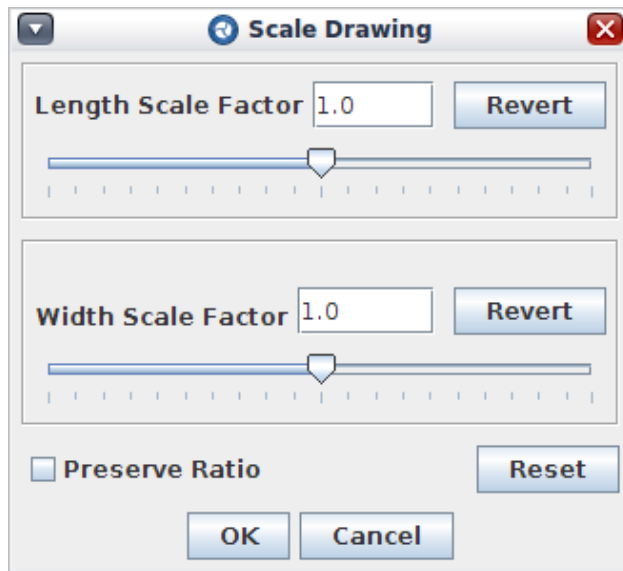 Scale Drawing
Length Scale Factor 1.0 Revert
Width Scale Factor 1.0 Revert
Preserve Ratio Reset
OK Cancel